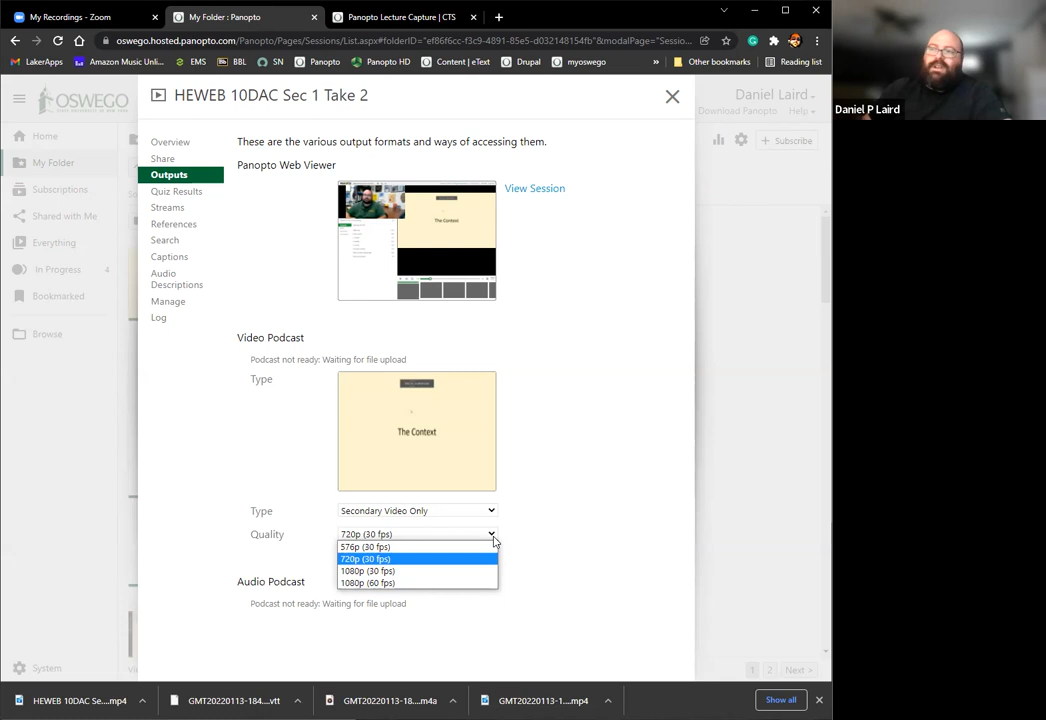 My Recordings - Zoom
My Folder : Panopto
Panopto Lecture Capture | CTS
oswego.hosted.panopto.com/Panopto/Pages/Sessions/List.aspx#folderID="ef86f6cc-f3c9-4891-85e5-d032148154fb"&modalPage="Sessio...
LakerApps
Amazon Music Unli...
EMS
BBL
SN
Panopto
Panopto HD
Content | eText
Drupal
myoswego
»
Other bookmarks
Reading list
OSWEGO
HEWEB 10DAC Sec 1 Take 2
Daniel Laird
Download Panopto
Help
Daniel P Laird
Home
My Folder
Subscriptions
Shared with Me
Everything
In Progress 4
Bookmarked
Browse
System
Subscribe
Overview
Share
Outputs
Quiz Results
Streams
References
Search
Captions
Audio
Descriptions
Manage
Log
These are the various output formats and ways of accessing them.
Panopto Web Viewer
The Context
View Session
Video Podcast
Podcast not ready: Waiting for file upload
Type
The Context
Type Secondary Video Only
Quality 720p (30 fps)
576p (30 fps)
720p (30 fps)
1080p (30 fps)
1080p (60 fps)
Audio Podcast
Podcast not ready: Waiting for file upload
1 2 Next >
HEWEB 10DAC Se....mp4
GMT20220113-184....vtt
GMT20220113-18....m4a
GMT20220113-1....mp4
Show all